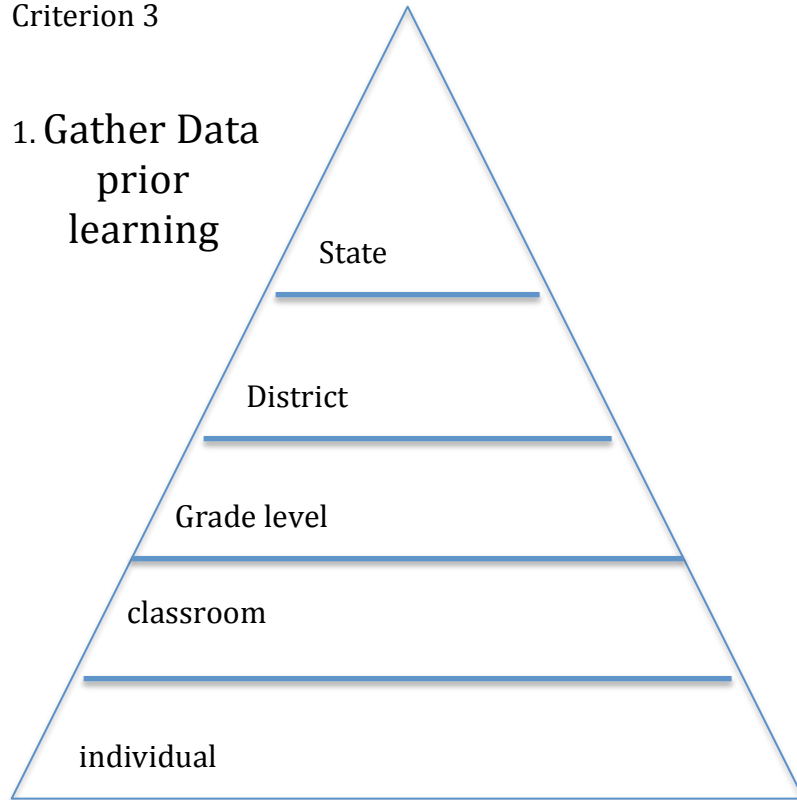 Criterion 3
1. Gather Data
prior
learning
State
District
Grade level
classroom
individual